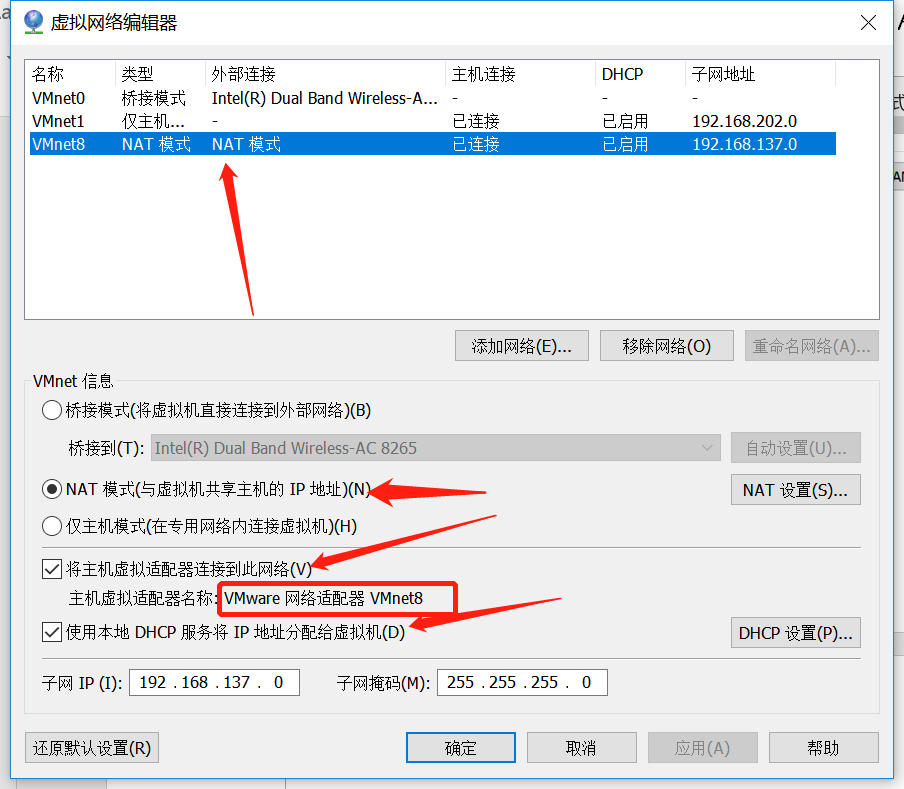 虚拟网络编辑器
名称 类型 外部连接 主机连接 DHCP 子网地址
VMnet0 桥接模式 Intel(R) Dual Band Wireless-A... - - -
VMnet1 仅主机... - 已连接 已启用 192.168.202.0
VMnet8 NAT 模式 NAT 模式 已连接 已启用 192.168.137.0
添加网络(E)... 移除网络(O) 重命名网络(A)...
VMnet 信息
桥接模式(将虚拟机直接连接到外部网络)(B)
桥接到(T): Intel(R) Dual Band Wireless-AC 8265 自动设置(U)...
NAT 模式(与虚拟机共享主机的 IP 地址)(N) NAT 设置(S)...
仅主机模式(在专用网络内连接虚拟机)(H)
将主机虚拟适配器连接到此网络(V)
主机虚拟适配器名称: VMware 网络适配器 VMnet8
使用本地 DHCP 服务将 IP 地址分配给虚拟机(D) DHCP 设置(P)...
子网 IP (I): 192 . 168 . 137 . 0 子网掩码(M): 255 . 255 . 255 . 0
还原默认设置(R) 确定 取消 应用(A) 帮助